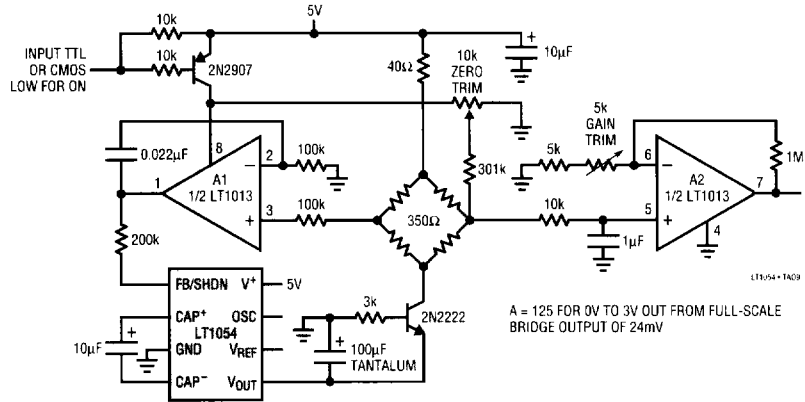 5V
10k
10k
INPUT TTL
OR CMOS
LOW FOR ON
2N2907
40Ω
10k
ZERO
TRIM
+
10μF
5k
GAIN
TRIM
0.022μF
8
2
−
100k
1
A1
1/2 LT1013
3
+
100k
301k
5k
6
−
1M
A2
1/2 LT1013
7
350Ω
10k
5
+
4
1μF
200k
LT1054 • TA09
FB/SHDN
V+
5V
CAP+
OSC
LT1054
GND
VREF
CAP−
VOUT
+
10μF
3k
2N2222
+
100μF
TANTALUM
A = 125 FOR 0V TO 3V OUT FROM FULL-SCALE
BRIDGE OUTPUT OF 24mV